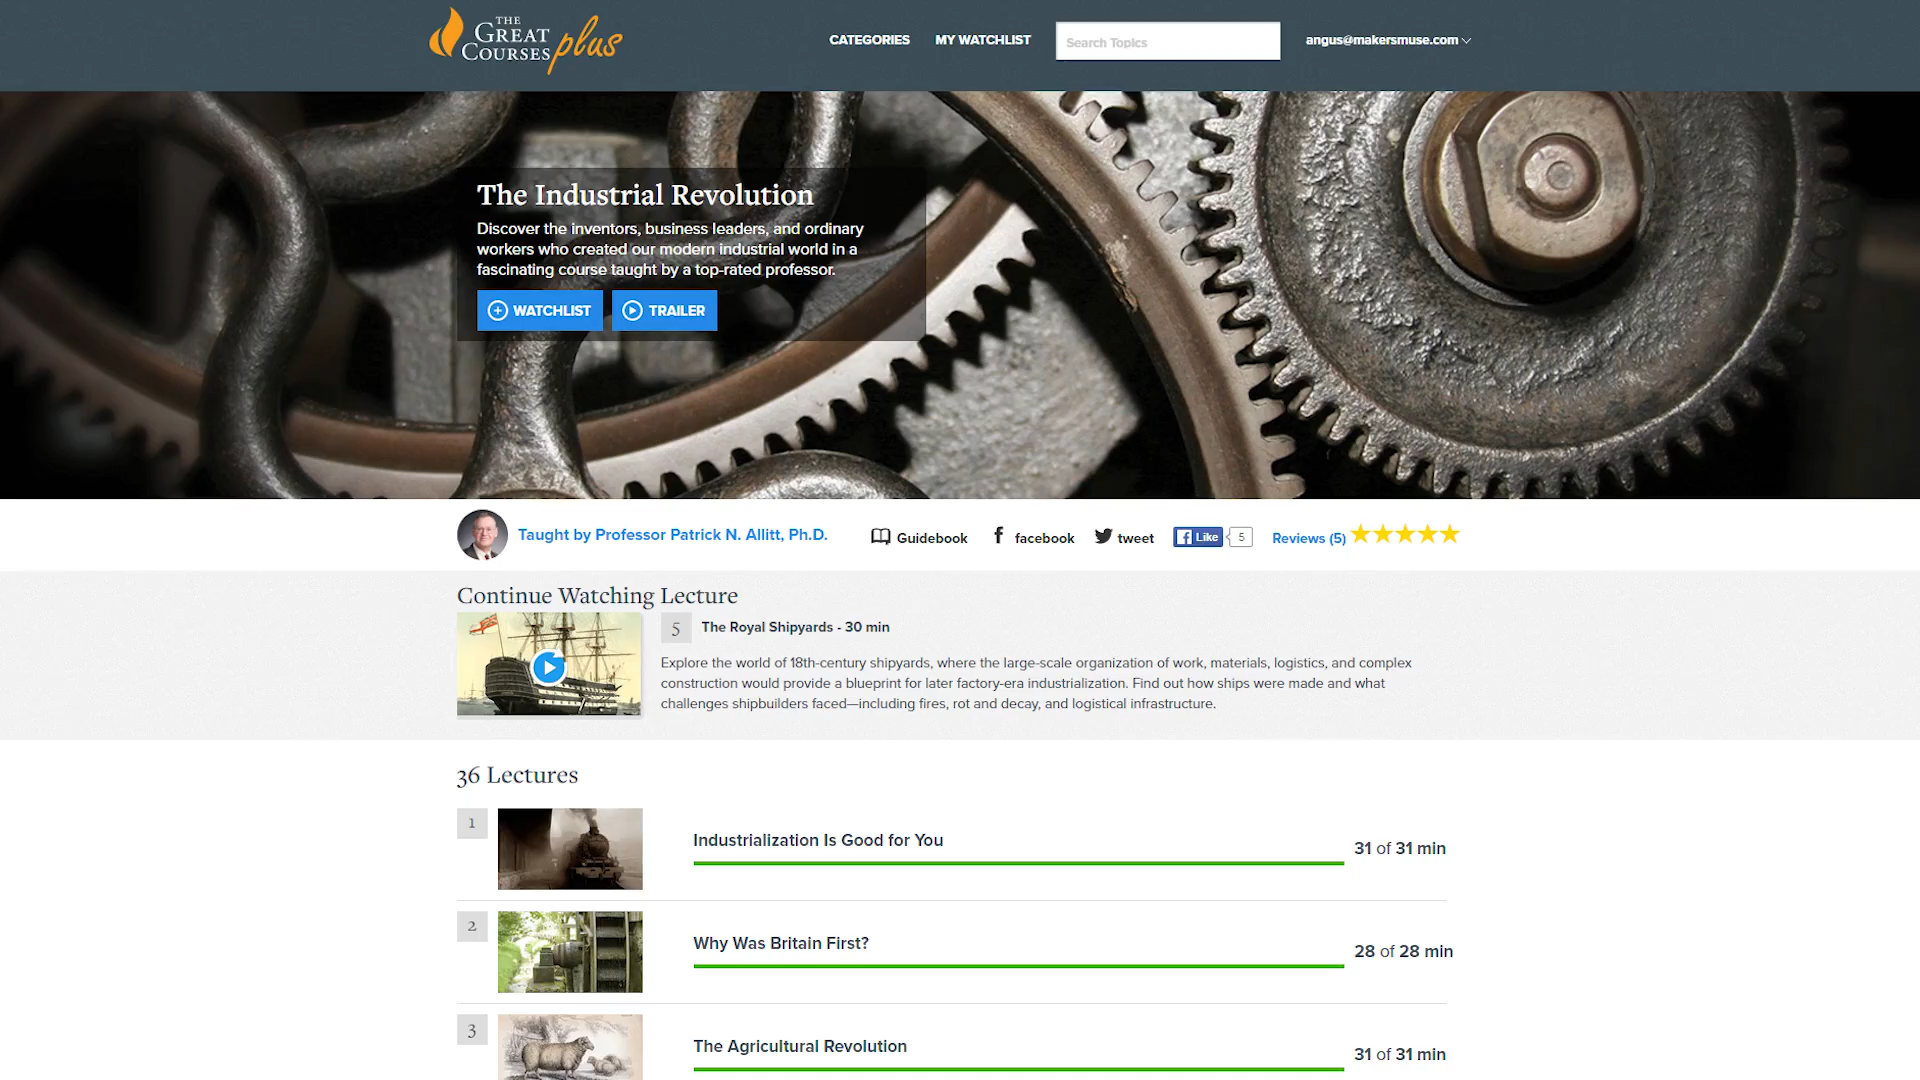 THE
GREAT
COURSES plus
CATEGORIES
MY WATCHLIST
Search Topics
angus@makersmuse.com
The Industrial Revolution
Discover the inventors, business leaders, and ordinary
workers who created our modern industrial world in a
fascinating course taught by a top-rated professor.
WATCHLIST
TRAILER
Taught by Professor Patrick N. Allitt, Ph.D.
Guidebook
facebook
tweet
Like
5
Reviews (5)
Continue Watching Lecture
5
The Royal Shipyards - 30 min
Explore the world of 18th-century shipyards, where the large-scale organization of work, materials, logistics, and complex
construction would provide a blueprint for later factory-era industrialization. Find out how ships were made and what
challenges shipbuilders faced—including fires, rot and decay, and logistical infrastructure.
36 Lectures
1
Industrialization Is Good for You
31 of 31 min
2
Why Was Britain First?
28 of 28 min
3
The Agricultural Revolution
31 of 31 min